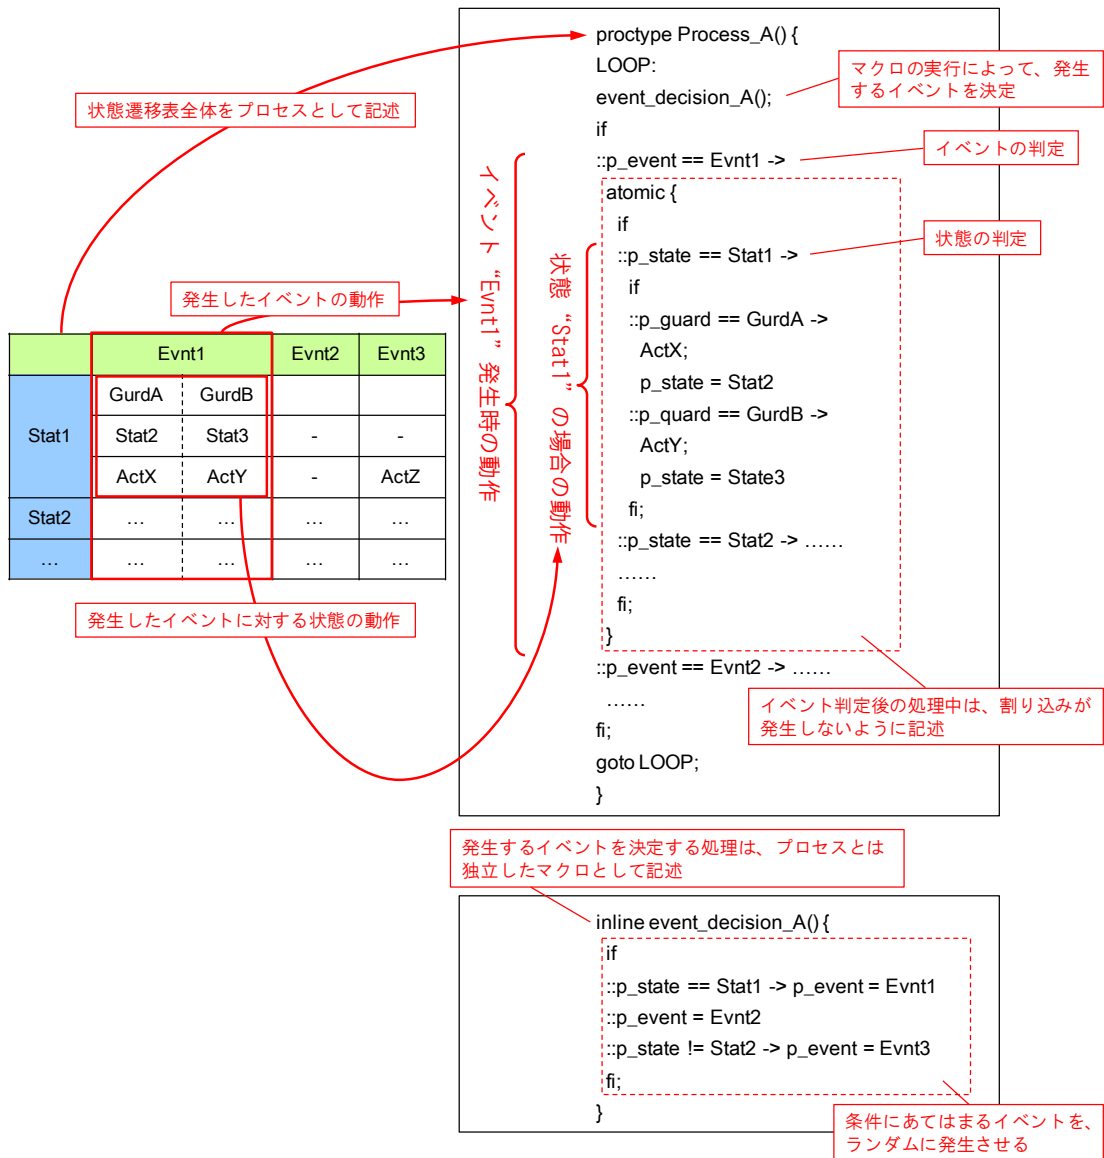 proctype Process_A() {
LOOP:
event_decision_A();
if
::p_event == Evnt1 ->
atomic {
if
::p_state == Stat1 ->
if
::p_guard == GurdA ->
ActX;
p_state = Stat2
::p_quard == GurdB ->
ActY;
p_state = State3
fi;
::p_state == Stat2 -> ……
……
fi;
}
::p_event == Evnt2 -> ……
……
fi;
goto LOOP;
}
マクロの実行によって、発生
するイベントを決定
イベントの判定
状態の判定
イベント判定後の処理中は、割り込みが
発生しないように記述
状態遷移表全体をプロセスとして記述
発生したイベントの動作
イベント“Evnt1”発生時の動作
状態“Stat1”の場合の動作
Evnt1 Evnt2 Evnt3
GurdA GurdB
Stat1 Stat2 Stat3 - -
ActX ActY - ActZ
Stat2 … … … …
… … … … …
発生したイベントに対する状態の動作
発生するイベントを決定する処理は、プロセスとは
独立したマクロとして記述
inline event_decision_A() {
if
::p_state == Stat1 -> p_event = Evnt1
::p_event = Evnt2
::p_state != Stat2 -> p_event = Evnt3
fi;
}
条件にあてはまるイベントを、
ランダムに発生させる